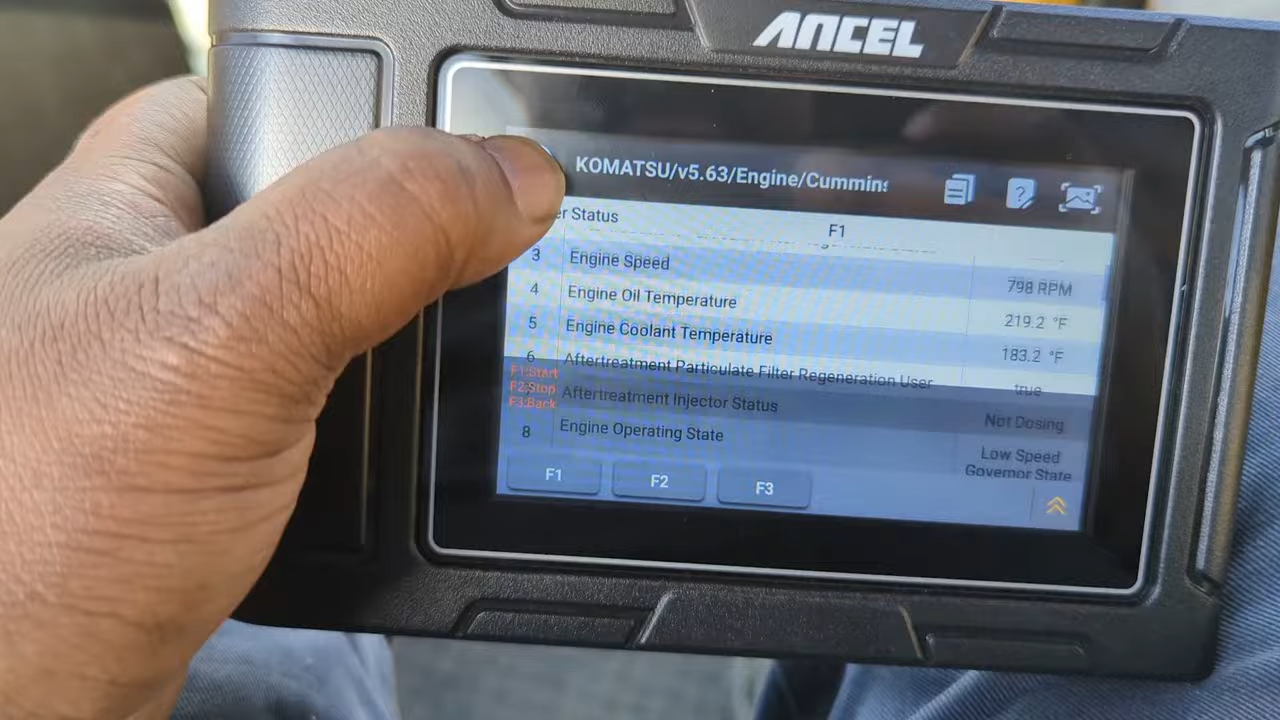 ANCEL
KOMATSU/v5.63/Engine/Cummins
er Status F1
3 Engine Speed 798 RPM
4 Engine Oil Temperature 219.2 °F
5 Engine Coolant Temperature 183.2 °F
6 Aftertreatment Particulate Filter Regeneration User true
F1:Start
F2:Stop
F3:Back
7 Aftertreatment Injector Status Not Dosing
8 Engine Operating State Low Speed
Governor State
F1 F2 F3